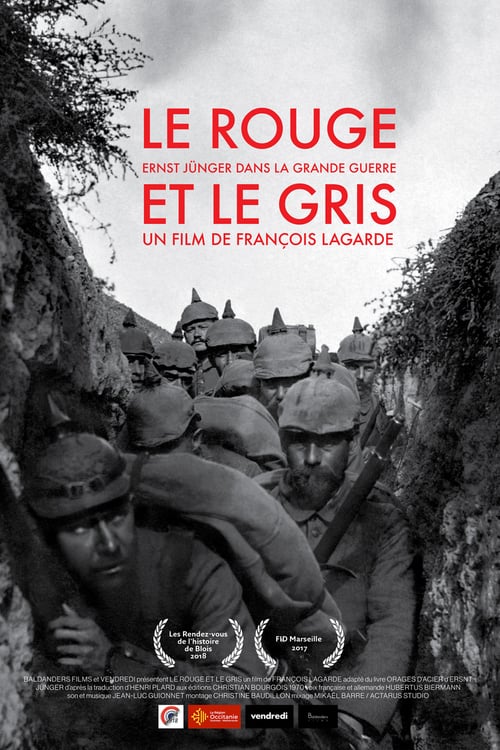 LE ROUGE
ERNST JÜNGER DANS LA GRANDE GUERRE
ET LE GRIS
UN FILM DE FRANÇOIS LAGARDE
Les Rendez-vous
de l'histoire
de Blois
2018
FID Marseille
2017
BALDANDERS FILMS ET VENDREDI présentent LE ROUGE ET LE GRIS un film de FRANÇOIS LAGARDE adapté du livre ORAGES D'ACIER d'ERNST
JÜNGER d'après la traduction d'HENRI PLARD aux éditions CHRISTIAN BOURGOIS 1970 voix française et allemande HUBERTUS BIERMANN
son et musique JEAN-LUC GUIONNET montage CHRISTINE BAUDILLON mixage MIKAËL BARRE / ACTARUS STUDIO
La Région
Occitanie
vendredi
Baldanders